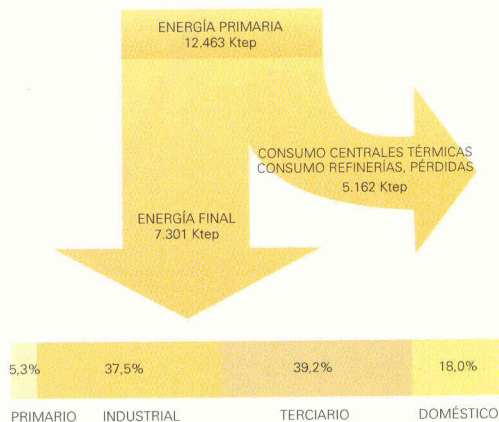 ENERGÍA PRIMARIA
12.463 Ktep
CONSUMO CENTRALES TÉRMICAS
CONSUMO REFINERÍAS, PÉRDIDAS
5.162 Ktep
ENERGÍA FINAL
7.301 Ktep
5,3% 37,5% 39,2% 18,0%
PRIMARIO INDUSTRIAL TERCIARIO DOMÉSTICO